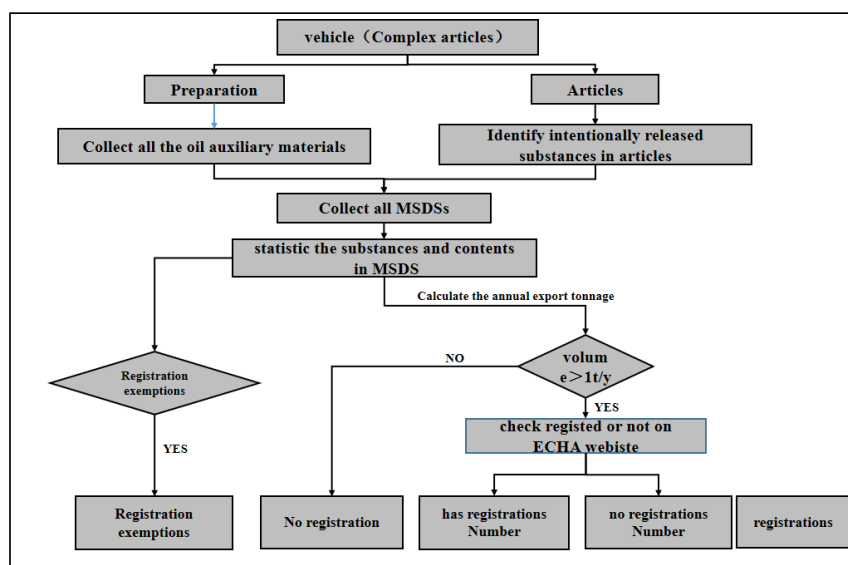 vehicle（Complex articles）
Preparation
Articles
Collect all the oil auxiliary materials
Identify intentionally released
substances in articles
Collect all MSDSs
statistic the substances and contents
in MSDS
Calculate the annual export tonnage
Registration
exemptions
NO
volum
e＞1t/y
YES
YES
check registed or not on
ECHA webiste
Registration
exemptions
No registration
has registrations
Number
no registrations
Number
registrations